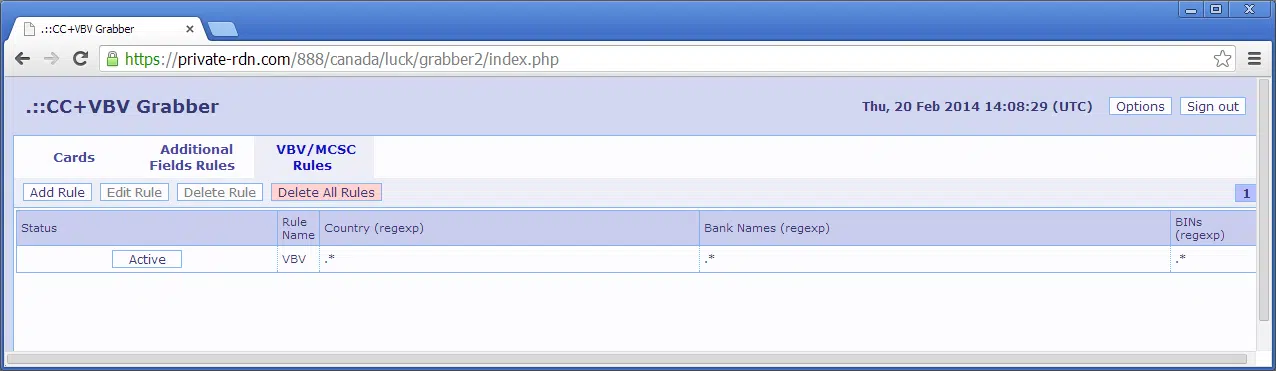 .::CC+VBV Grabber
https://private-rdn.com/888/canada/luck/grabber2/index.php
.::CC+VBV Grabber
Thu, 20 Feb 2014 14:08:29 (UTC)
Options
Sign out
Cards
Additional
Fields Rules
VBV/MCSC
Rules
Add Rule
Edit Rule
Delete Rule
Delete All Rules
1
Status
Rule
Name
Country (regexp)
Bank Names (regexp)
BINs
(regexp)
Active
VBV
.*
.*
.*